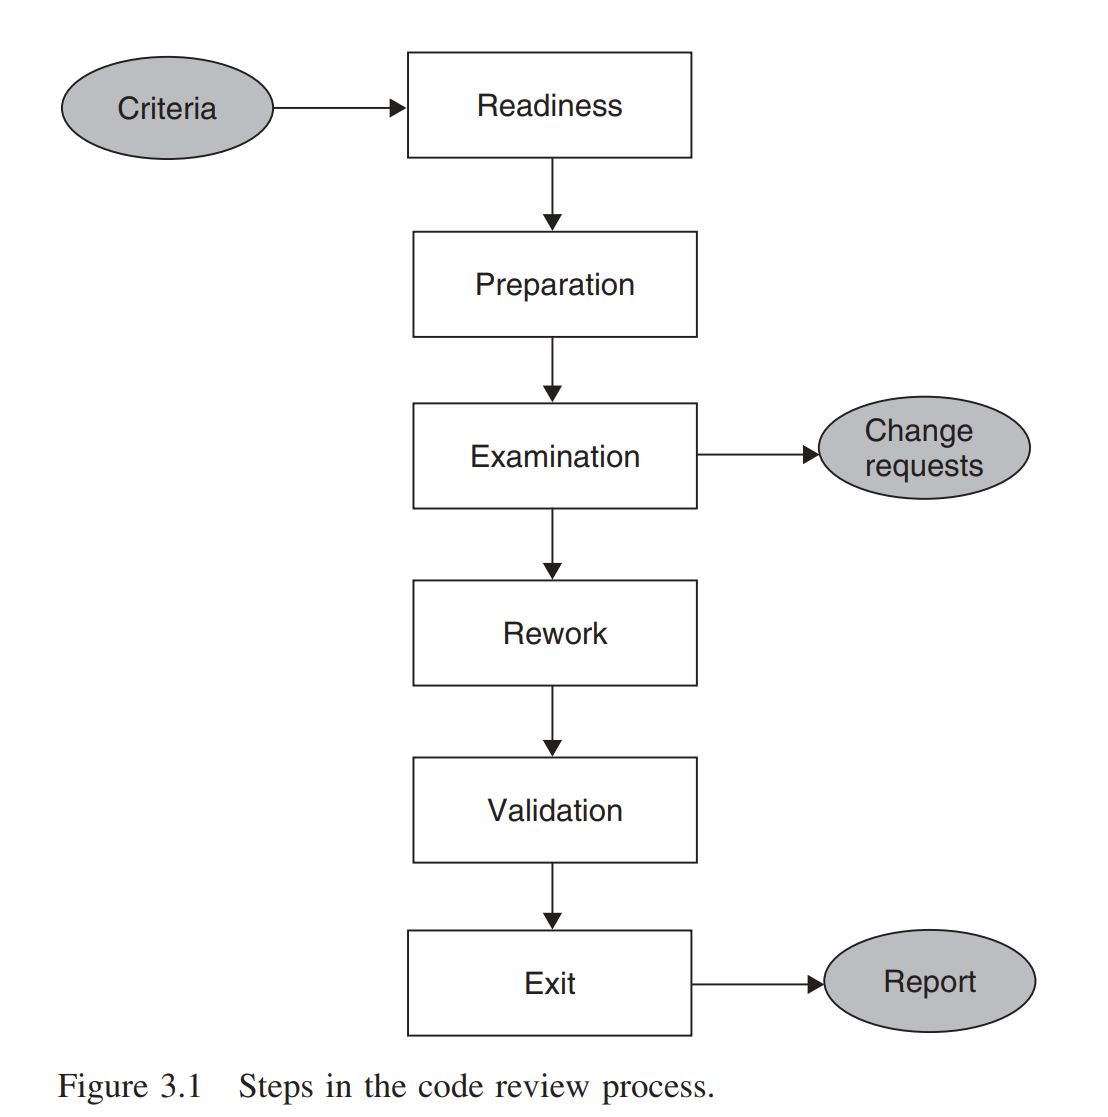 Criteria
Readiness
Preparation
Examination
Change
requests
Rework
Validation
Exit
Report
Figure 3.1 Steps in the code review process.